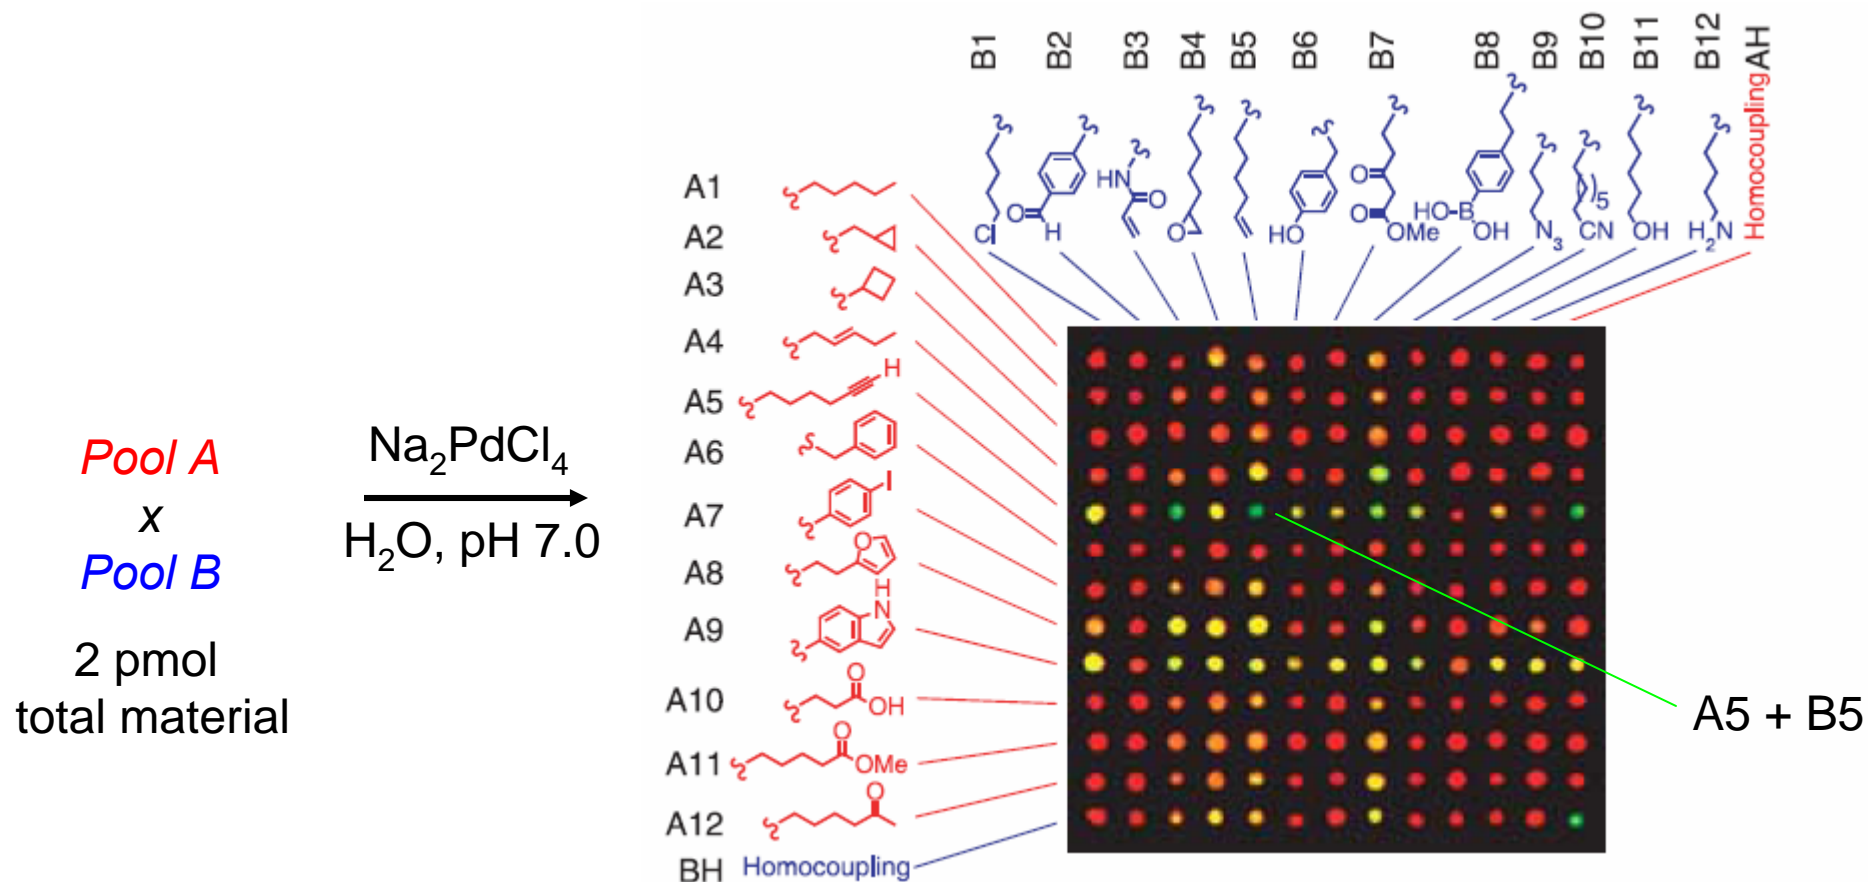 Pool A
x
Pool B
2 pmol
total material
Na₂PdCl₄
H₂O, pH 7.0
B1
B2
B3
B4
B5
B6
B7
B8
B9
B10
B11
B12
AH
Homocoupling
Cl
O
H
HN
O
O
HO
O
O
OMe
HO
B
OH
N₃
)₅
CN
OH
H₂N
A1
A2
A3
A4
A5
H
A6
A7
I
A8
O
A9
H
N
A10
O
OH
A11
O
OMe
A12
O
BH Homocoupling
A5 + B5